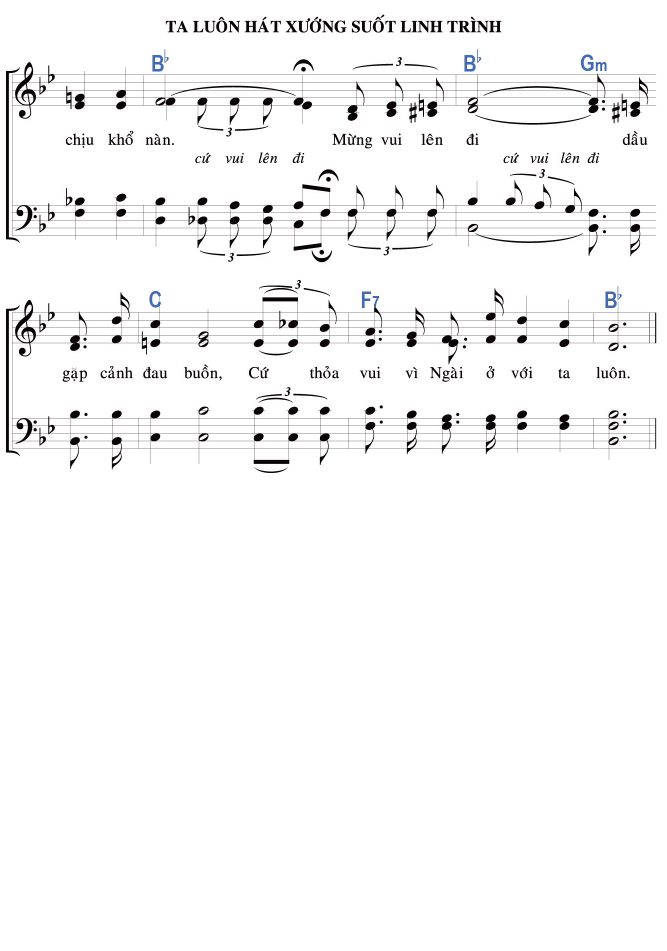 TA LUÔN HÁT XƯỚNG SUỐT LINH TRÌNH
B♭ B♭ Gm
3 3
chịu khổ nàn. Mừng vui lên đi dầu
3
cứ vui lên đi cứ vui lên đi
3
3 3
C F7 B♭
3
gặp cảnh đau buồn, Cứ thỏa vui vì Ngài ở với ta luôn.
3